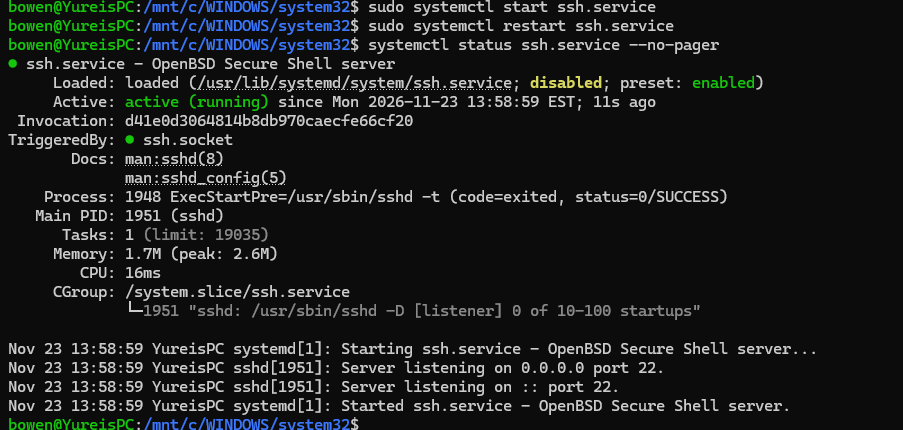 bowen@YureisPC:/mnt/c/WINDOWS/system32$ sudo systemctl start ssh.service
bowen@YureisPC:/mnt/c/WINDOWS/system32$ sudo systemctl restart ssh.service
bowen@YureisPC:/mnt/c/WINDOWS/system32$ systemctl status ssh.service --no-pager
● ssh.service - OpenBSD Secure Shell server
     Loaded: loaded (/usr/lib/systemd/system/ssh.service; disabled; preset: enabled)
     Active: active (running) since Mon 2026-11-23 13:58:59 EST; 11s ago
 Invocation: d41e0d3064814b8db970caecfe66cf20
TriggeredBy: ● ssh.socket
       Docs: man:sshd(8)
             man:sshd_config(5)
    Process: 1948 ExecStartPre=/usr/sbin/sshd -t (code=exited, status=0/SUCCESS)
   Main PID: 1951 (sshd)
      Tasks: 1 (limit: 19035)
     Memory: 1.7M (peak: 2.6M)
        CPU: 16ms
     CGroup: /system.slice/ssh.service
             └─1951 "sshd: /usr/sbin/sshd -D [listener] 0 of 10-100 startups"

Nov 23 13:58:59 YureisPC systemd[1]: Starting ssh.service - OpenBSD Secure Shell server...
Nov 23 13:58:59 YureisPC sshd[1951]: Server listening on 0.0.0.0 port 22.
Nov 23 13:58:59 YureisPC sshd[1951]: Server listening on :: port 22.
Nov 23 13:58:59 YureisPC systemd[1]: Started ssh.service - OpenBSD Secure Shell server.
bowen@YureisPC:/mnt/c/WINDOWS/system32$